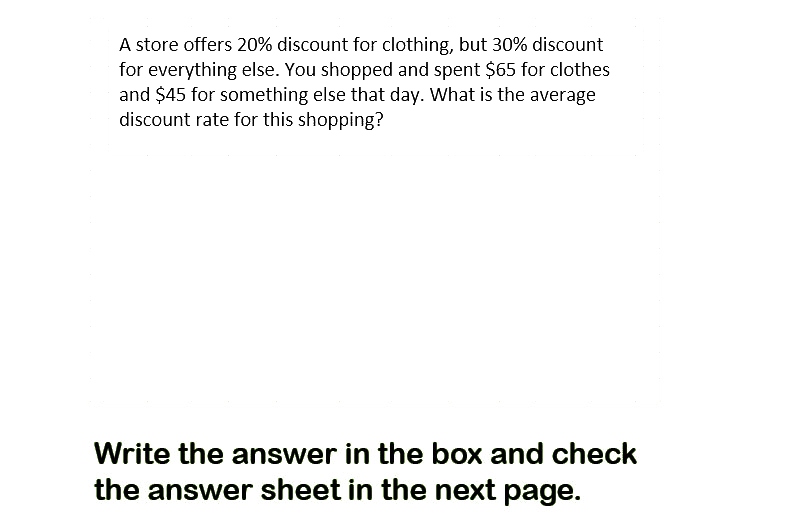 A store offers 20% discount for clothing, but 30% discount
for everything else. You shopped and spent $65 for clothes
and $45 for something else that day. What is the average
discount rate for this shopping?
Write the answer in the box and check
the answer sheet in the next page.